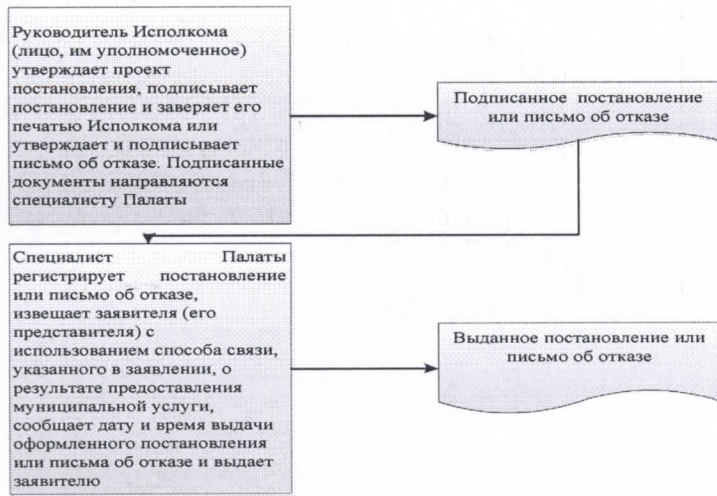 Руководитель Исполкома
(лицо, им уполномоченное)
утверждает проект
постановления, подписывает
постановление и заверяет его
печатью Исполкома или
утверждает и подписывает
письмо об отказе. Подписанные
документы направляются
специалисту Палаты
Подписанное постановление
или письмо об отказе
Специалист Палаты
регистрирует постановление
или письмо об отказе,
извещает заявителя (его
представителя) с
использованием способа связи,
указанного в заявлении, о
результате предоставления
муниципальной услуги,
сообщает дату и время выдачи
оформленного постановления
или письма об отказе и выдает
заявителю
Выданное постановление или
письмо об отказе